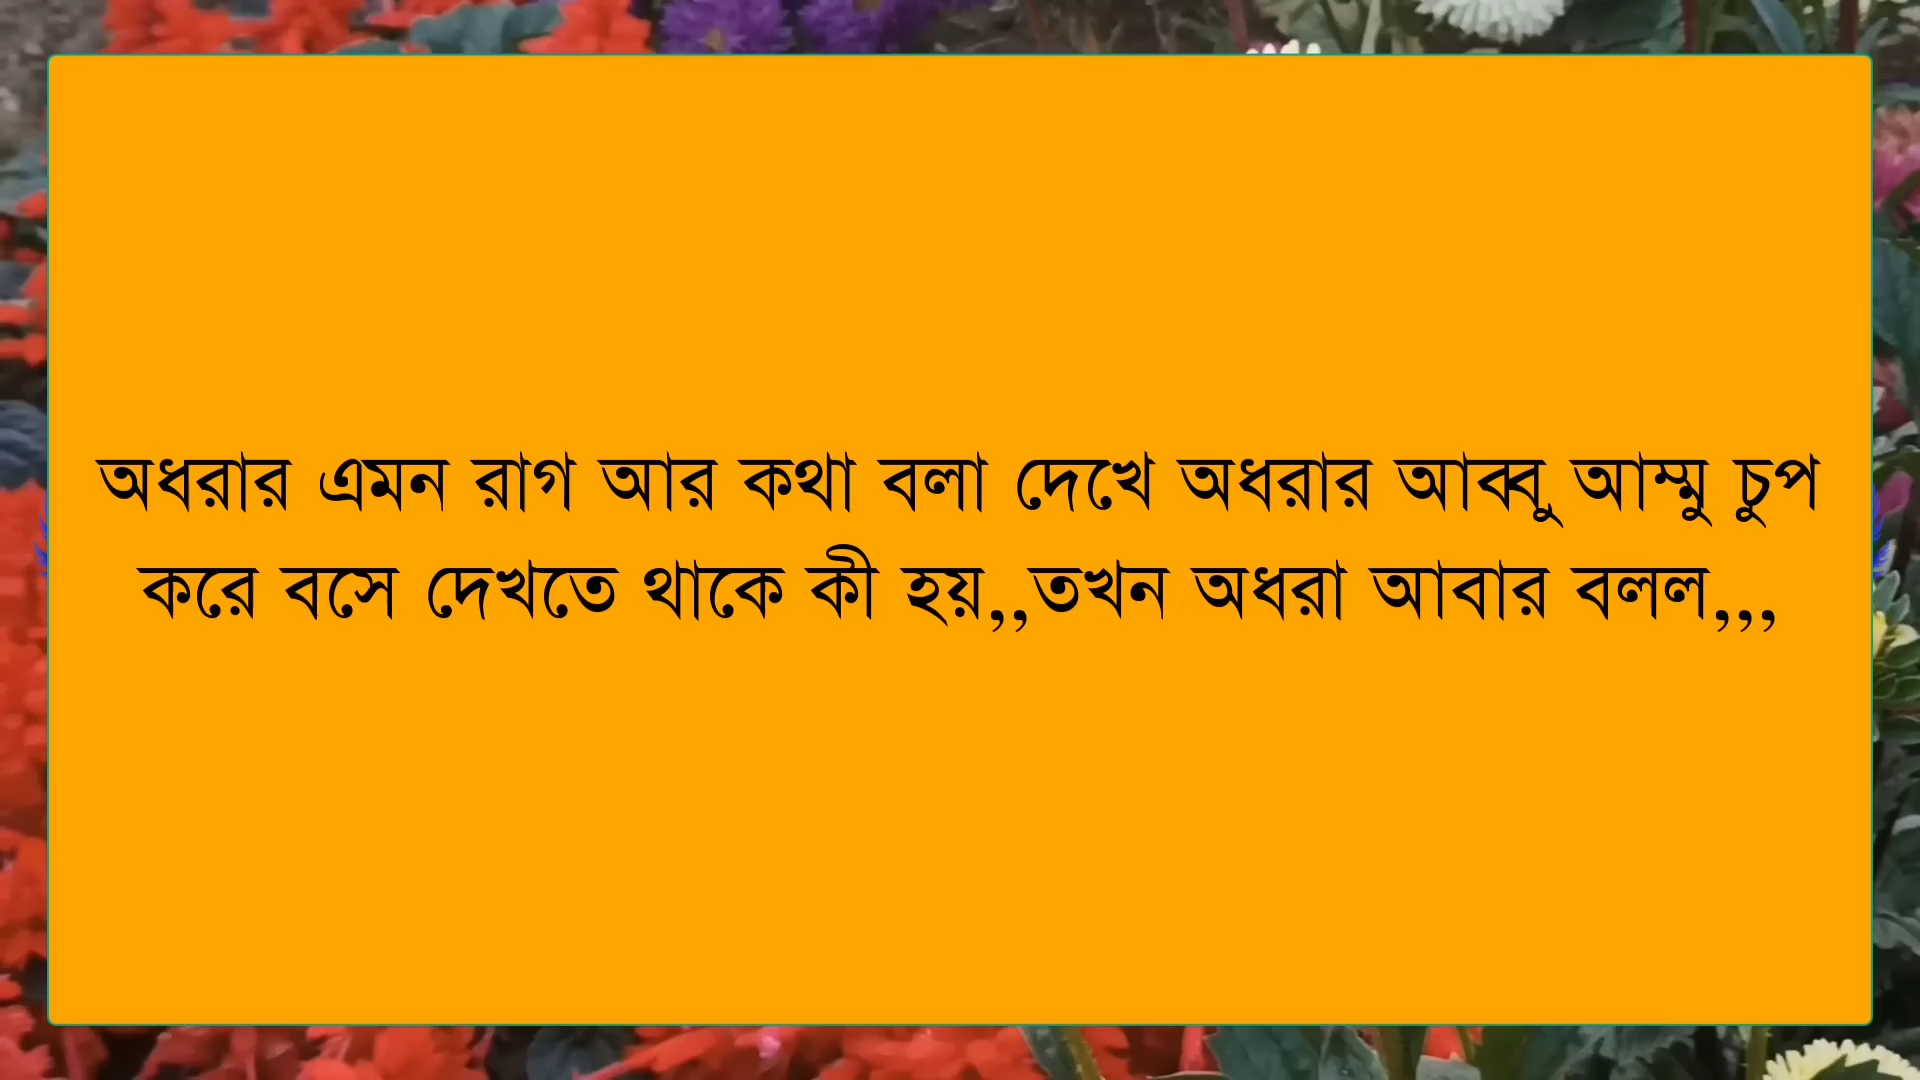 অধরার এমন রাগ আর কথা বলা দেখে অধরার আব্বু আম্মু চুপ
করে বসে দেখতে থাকে কী হয়,,তখন অধরা আবার বলল,,,